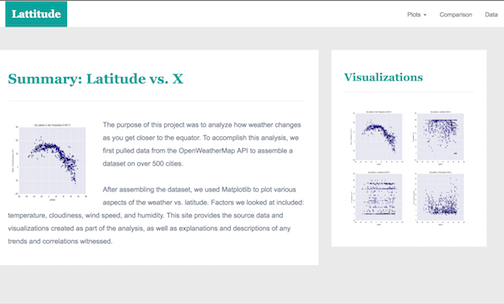 Lattitude
Plots
Comparison
Data
Summary: Latitude vs. X
The purpose of this project was to analyze how weather changes
as you get closer to the equator. To accomplish this analysis, we
first pulled data from the OpenWeatherMap API to assemble a
dataset on over 500 cities.
After assembling the dataset, we used Matplotlib to plot various
aspects of the weather vs. latitude. Factors we looked at included:
temperature, cloudiness, wind speed, and humidity. This site provides the source data and
visualizations created as part of the analysis, as well as explanations and descriptions of any
trends and correlations witnessed.
Visualizations